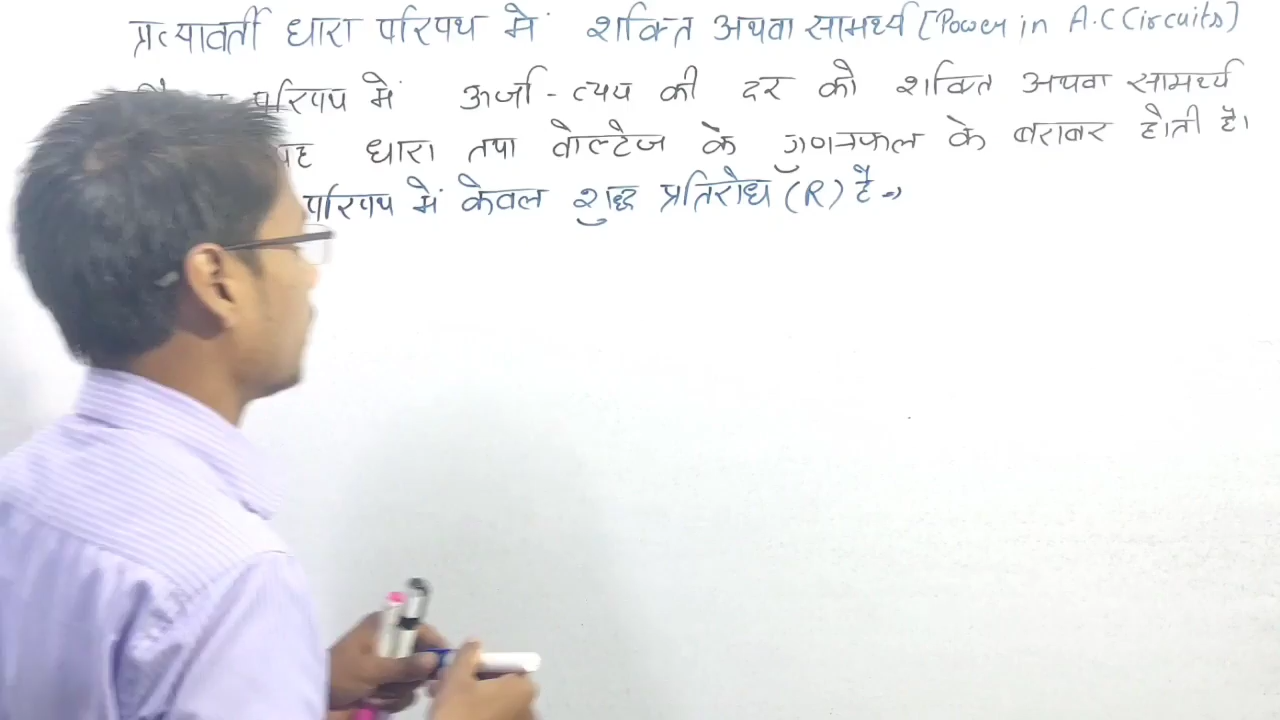 प्रत्यावर्ती धारा परिपथ में शक्ति अथवा सामर्थ्य [Power in A.C Circuits]
परिपथ में ऊर्जा - व्यय की दर को शक्ति अथवा सामर्थ्य
यह धारा तथा वोल्टेज के गुणनफल के बराबर होती है।
परिपथ में केवल शुद्ध प्रतिरोध (R) है →